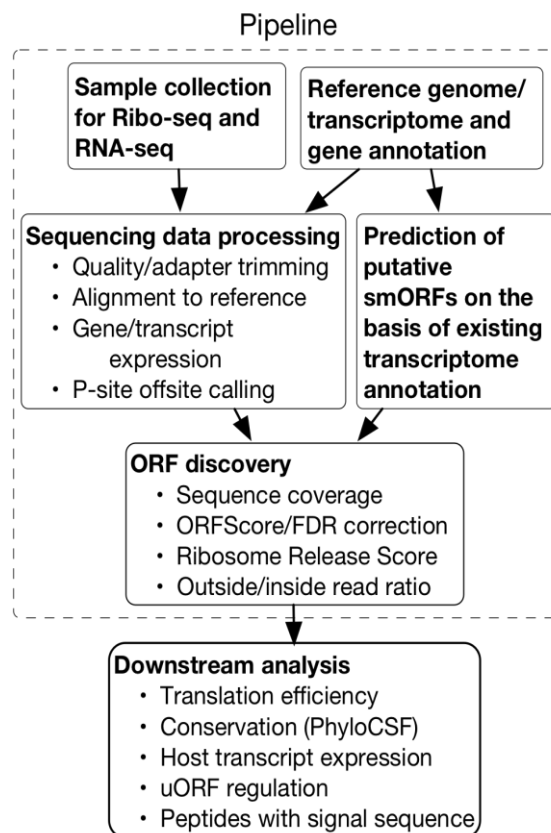 Pipeline
Sample collection
for Ribo-seq and
RNA-seq
Reference genome/
transcriptome and
gene annotation
Sequencing data processing
• Quality/adapter trimming
• Alignment to reference
• Gene/transcript
expression
• P-site offsite calling
Prediction of
putative
smORFs on the
basis of existing
transcriptome
annotation
ORF discovery
• Sequence coverage
• ORFScore/FDR correction
• Ribosome Release Score
• Outside/inside read ratio
Downstream analysis
• Translation efficiency
• Conservation (PhyloCSF)
• Host transcript expression
• uORF regulation
• Peptides with signal sequence